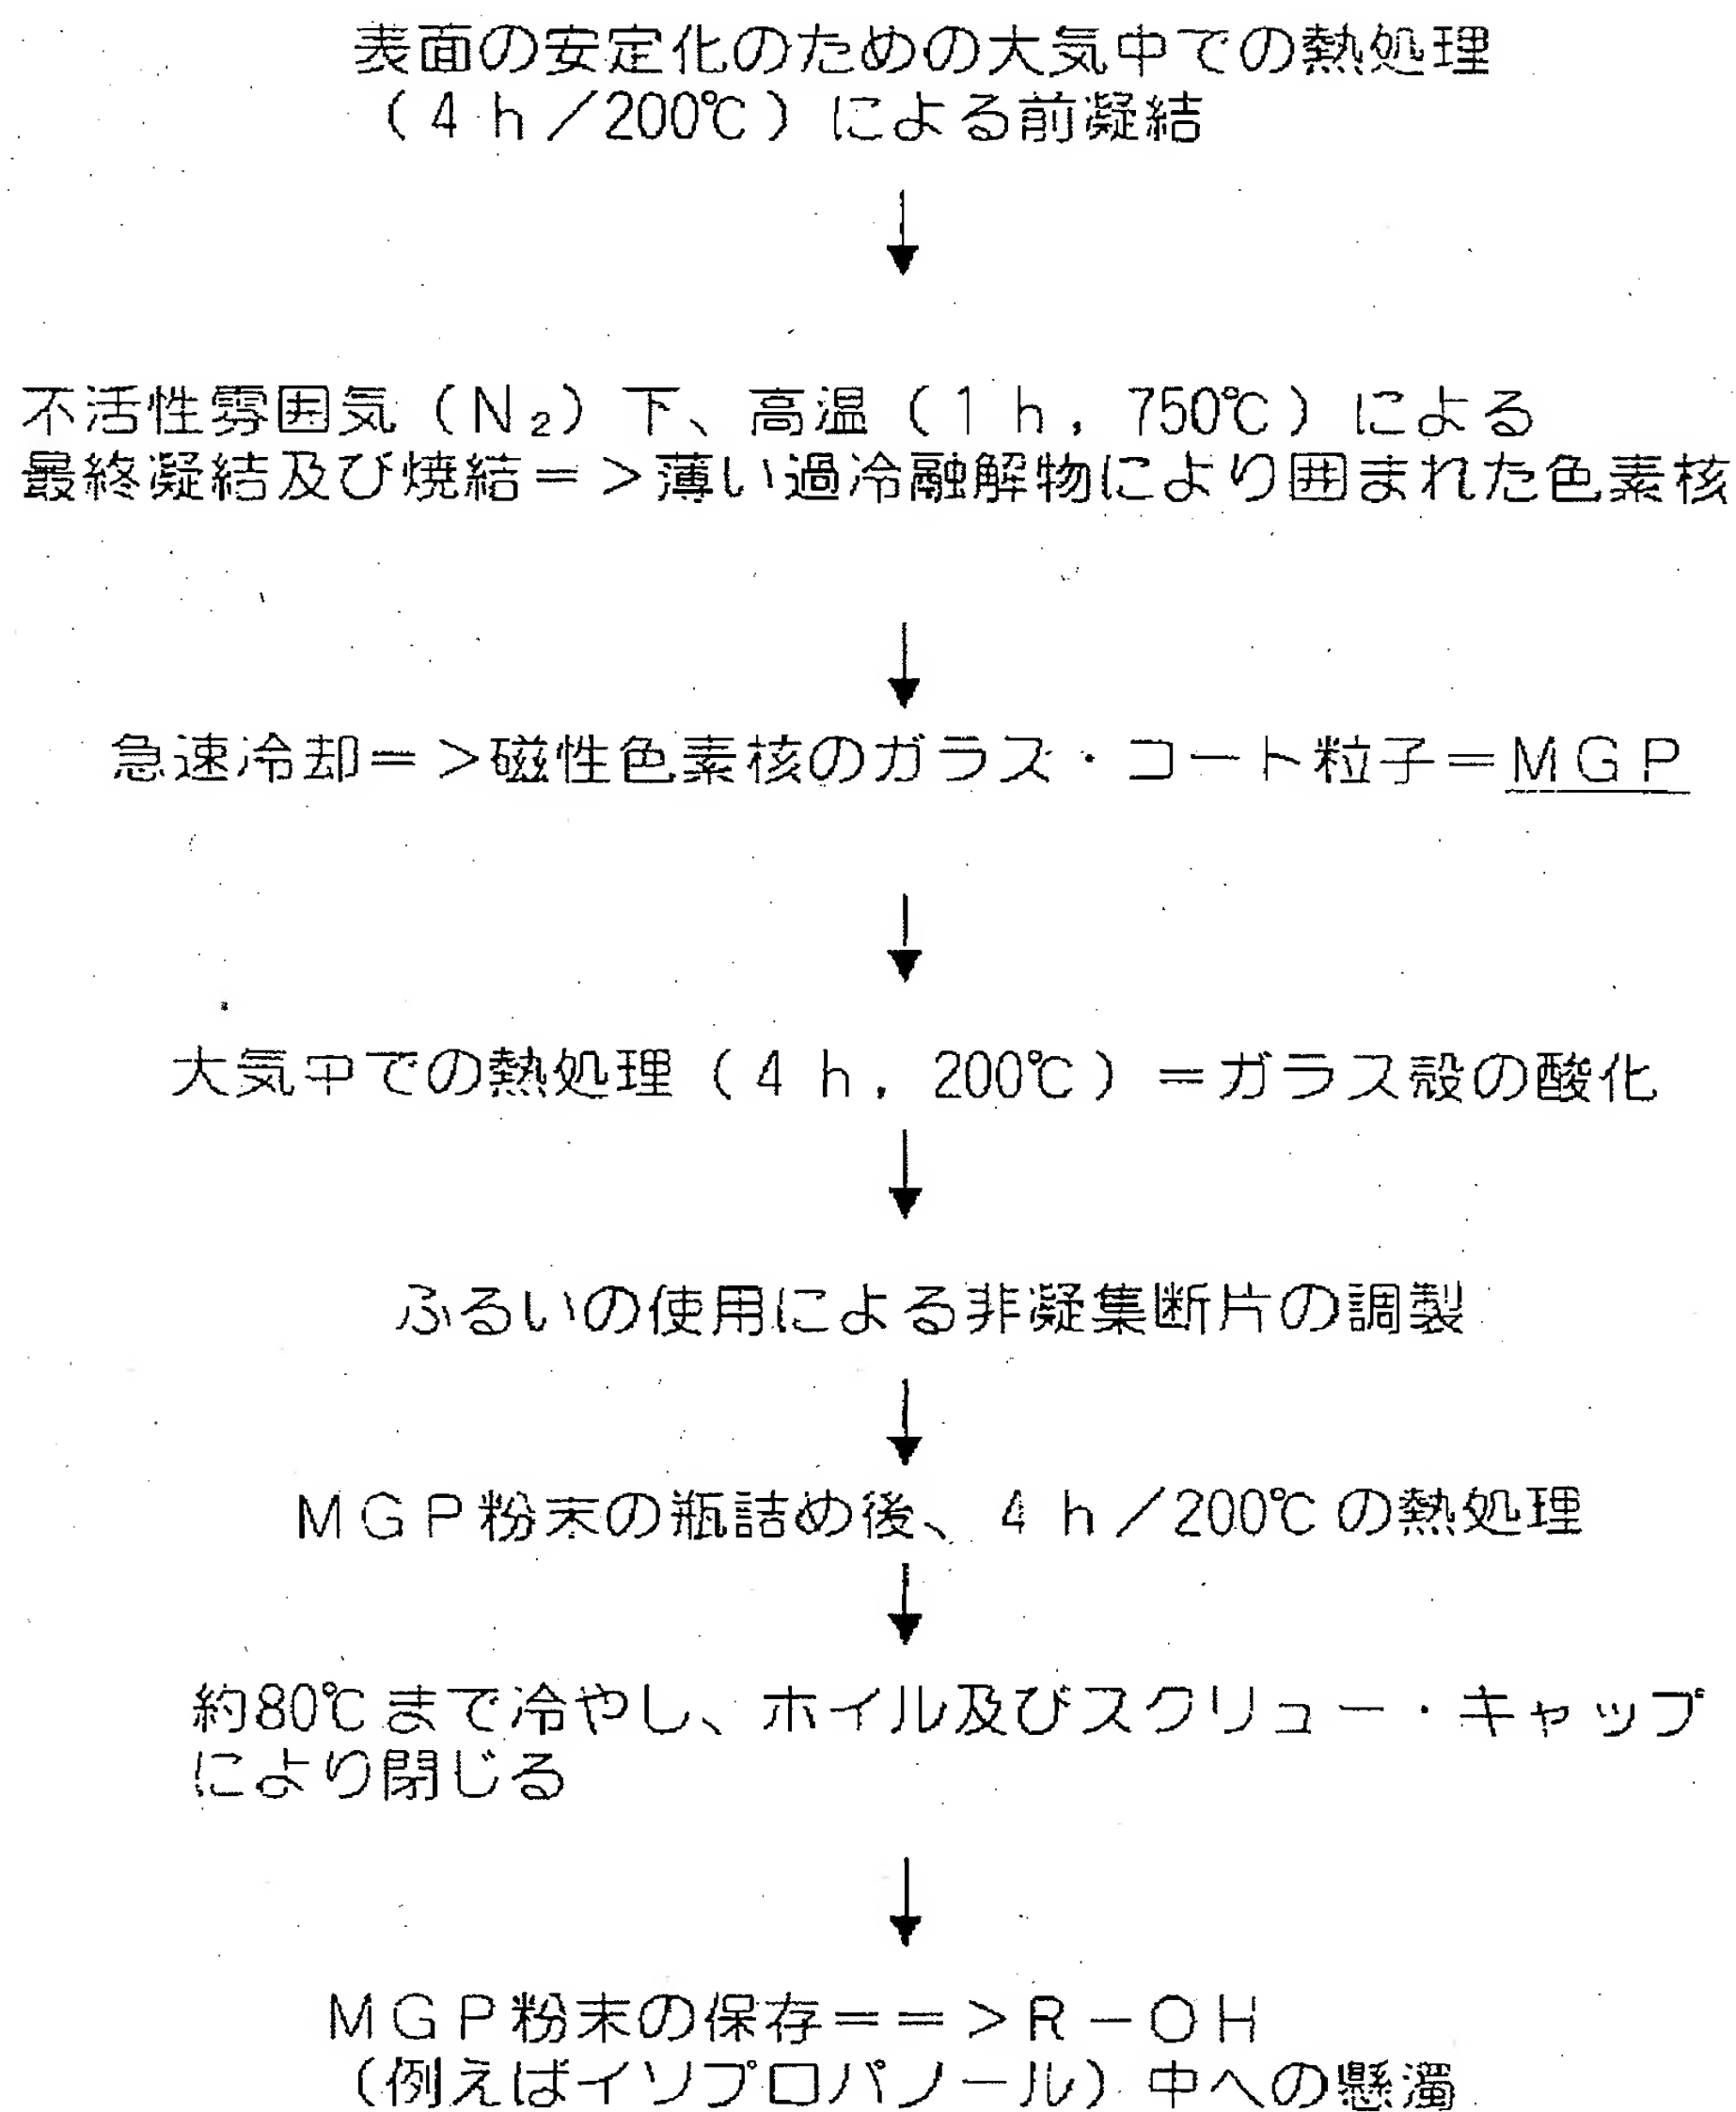 表面の安定化のための大気中での熱処理
（４ｈ／200℃）による前凝結
↓
不活性雰囲気（Ｎ₂）下、高温（１ｈ，750℃）による
最終凝結及び焼結＝＞薄い過冷融解物により囲まれた色素核
↓
急速冷却＝＞磁性色素核のガラス・コート粒子＝ＭＧＰ
↓
大気中での熱処理（４ｈ，200℃）＝ガラス殻の酸化
↓
ふるいの使用による非凝集断片の調製
↓
ＭＧＰ粉末の瓶詰め後、４ｈ／200℃の熱処理
↓
約80℃まで冷やし、ホイル及びスクリュー・キャップ
により閉じる
↓
ＭＧＰ粉末の保存＝＝＞Ｒ－ＯＨ
（例えばイソプロパノール）中への懸濁